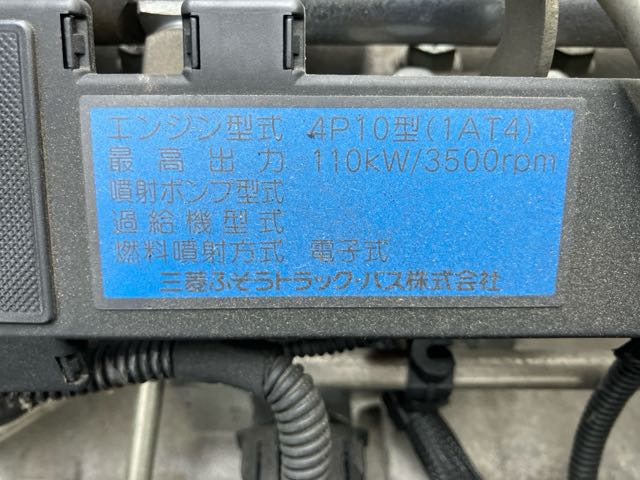 エンジン型式 4P10型(1AT4)
最高出力 110kW/3500rpm
噴射ポンプ型式
過給機型式
燃料噴射方式 電子式
三菱ふそうトラック・バス株式会社